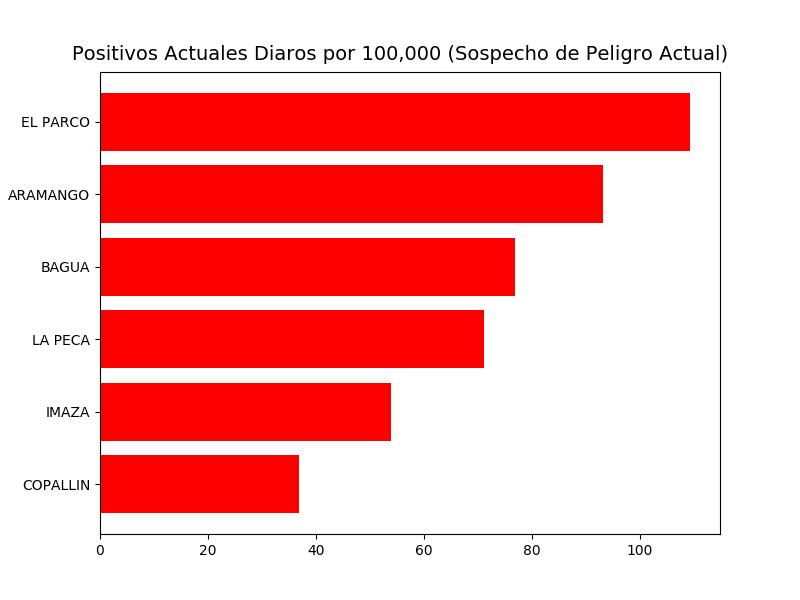 Positivos Actuales Diaros por 100,000 (Sospecho de Peligro Actual)
EL PARCO
ARAMANGO
BAGUA
LA PECA
IMAZA
COPALLIN
0 20 40 60 80 100